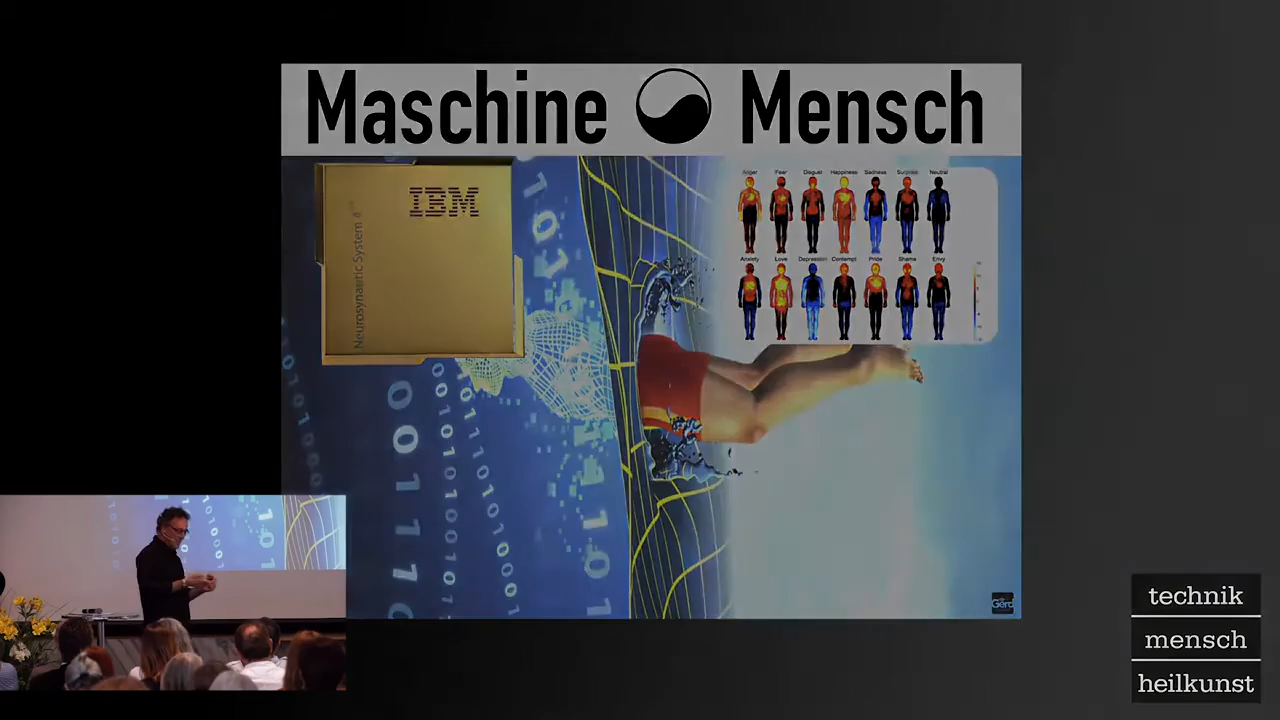 Maschine Mensch
IBM
Neurosynaptic System
Anger Fear Disgust Happiness Sadness Surprise Neutral
Anxiety Love Depression Contempt Pride Shame Envy
Gerd
technik
mensch
heilkunst